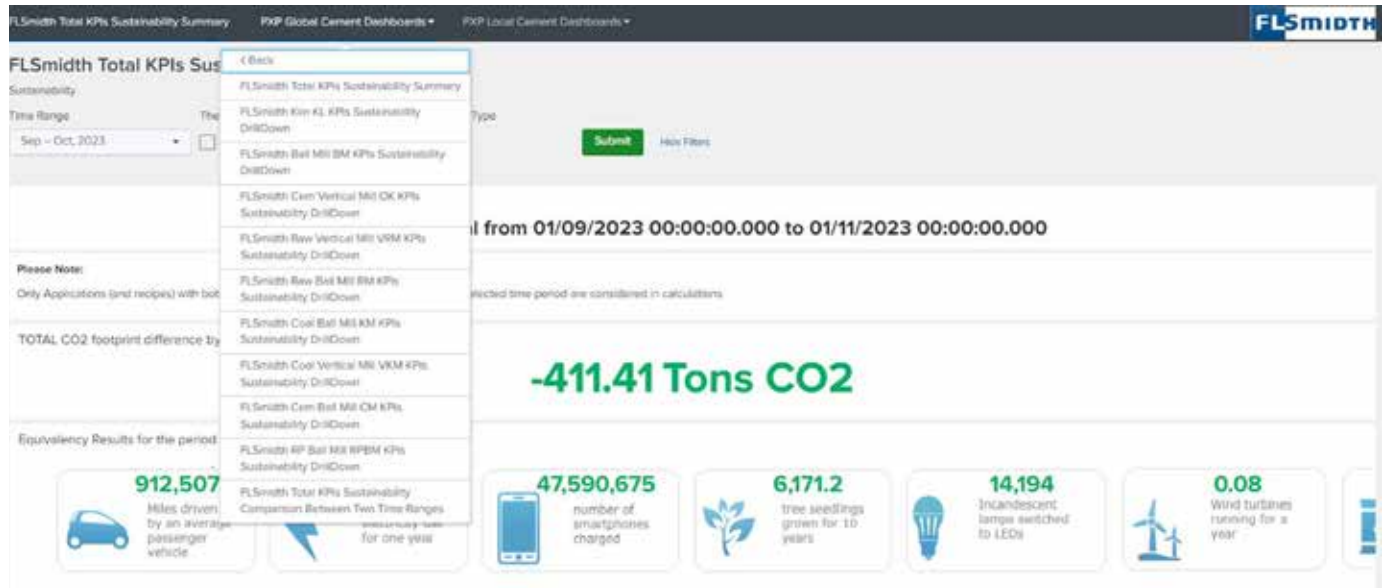 FLSmidth Total KPIs Sustainability Summary PXP Global Cement Dashboards PXP Local Cement Dashboards
FLSMIDTH
FLSmidth Total KPIs Sus
Sustainability
Time Range The Type
Sep – Oct, 2023 Submit Hide Filters
< Back
FLSmidth Total KPIs Sustainability Summary
FLSmidth Kiln KL KPIs Sustainability
DrillDown
FLSmidth Ball Mill BM KPIs Sustainability
DrillDown
FLSmidth Cem Vertical Mill OK KPIs
Sustainability DrillDown
FLSmidth Raw Vertical Mill VRM KPIs
Sustainability DrillDown
FLSmidth Raw Ball Mill RM KPIs
Sustainability DrillDown
FLSmidth Coal Ball Mill KM KPIs
Sustainability DrillDown
FLSmidth Coal Vertical Mill VKM KPIs
Sustainability DrillDown
FLSmidth Cem Ball Mill CM KPIs
Sustainability DrillDown
FLSmidth RP Ball Mill RPBM KPIs
Sustainability DrillDown
FLSmidth Total KPIs Sustainability
Comparison Between Two Time Ranges
l from 01/09/2023 00:00:00.000 to 01/11/2023 00:00:00.000
Please Note:
Only Applications (and recipes) with bot elected time period are considered in calculations
TOTAL CO2 footprint difference by
-411.41 Tons CO2
Equivalency Results for the period
912,507
Miles driven
by an average
passenger
vehicle
electricity use
for one year
47,590,675
number of
smartphones
charged
6,171.2
tree seedlings
grown for 10
years
14,194
Incandescent
lamps switched
to LEDs
0.08
Wind turbines
running for a
year